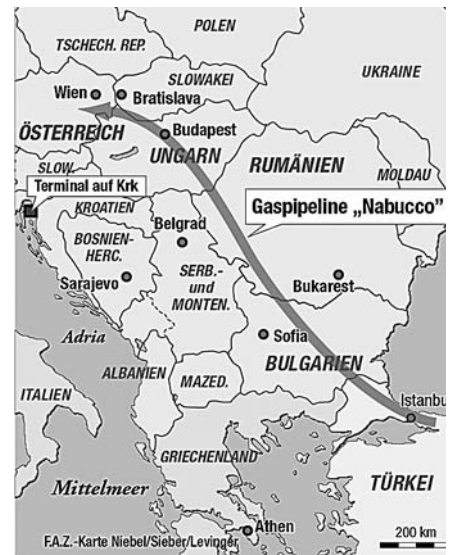 POLEN
TSCHECH. REP.
UKRAINE
SLOWAKEI
Wien
Bratislava
ÖSTERREICH
Budapest
UNGARN
RUMÄNIEN
MOLDAU
SLOW.
Terminal auf Krk
KROATIEN
Gaspipeline „Nabucco”
Belgrad
BOSNIEN-
HERC.
SERB.-
und
MONTEN.
Sarajevo
Bukarest
Adria
Sofia
BULGARIEN
ALBANIEN
MAZED.
ITALIEN
Istanbu
GRIECHENLAND
TÜRKEI
Mittelmeer
Athen
F.A.Z.-Karte Niebel/Sieber/Levinger
200 km